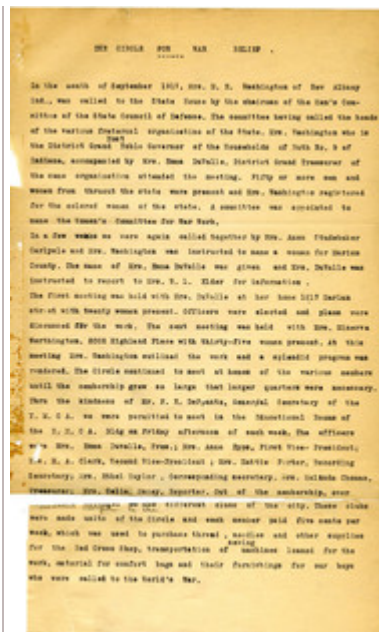 THE CIRCLE FOR WAR RELIEF .
In the month of September 1917, Mrs. E. E. Washington of New Albany
Ind., was called to the State House by the chairman of the Com-
mittee of the State Council of Defense. The committee having called the heads
of the various fraternal organizations of the State. Mrs. Washington who is
Most
the District Grand Noble Governor of the Households of Ruth No. 9 of
Indiana, accompanied by Mrs. Emma DuValle, District Grand Treasurer of
the same organization attended the meeting. Fifty or more men and
women from thruout the state were present and Mrs. Washington registered
for the colored women of the state. A committee was appointed to
name the Women's Committee for War Work.
In a few weeks we were again called together by Mrs. Anne Studebaker
Carlysle and Mrs. Washington was instructed to name a woman for Marion
County. The name of Mrs. Emma DuValle was given and Mrs. DuValle was
instructed to report to Mrs. E. L. Elder for information .
The first meeting was held with Mrs. DuValle at her home 1017 Harlan
street with twenty women present. Officers were elected and plans were
discussed for the work. The next meeting was held with Mrs. Minerva
Worthington, Highland Place with thirty-five women present. At this
meeting Mrs. Washington outlined the work and a splendid program was
rendered. The Circle continued to meet at homes of the various members
until the membership grew so large that larger quarters were necessary.
Thru the kindness of Mr. F. E. DeFrantz, General Secretary of the
Y. M. C A. we were permitted to meet in the Educational Rooms of
the Y. M. C A. Bldg on Friday afternoon of each week. The officers
were Mrs. Emma Duvalle, Pres.; Mrs. Anna Vice- President;
M. A. Clark, Second Vice-President ; Mrs. Hattie Porter, Recording
Secretary; Mrs. Ethel Taylor , Corresponding Secretary, Mrs. Belinda
Treasurer; Mrs. Reporter. Out of the membership, over
different clubs of the city. These clubs
were made units of the Circle and each member paid five cents per
week, which was used to purchase thread , needles and other supplies
sewing
for the Red Cross Shop, transportation of machines loaned for the
work, material for comfort bags and their furnishings for our boys
who were called to the World's War.